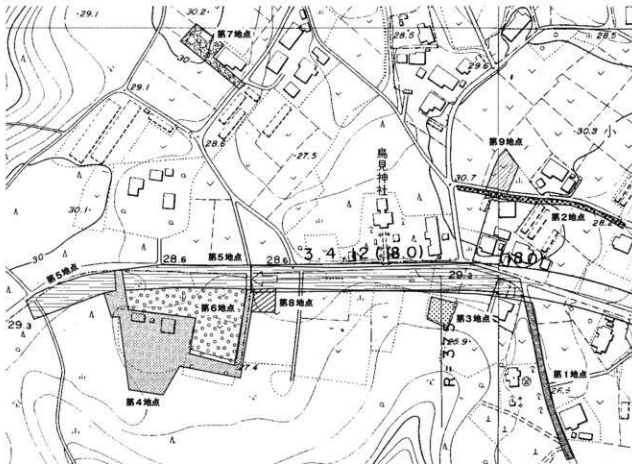 29.1
30.2
第7地点
30
28.5
28.5
29.6
29.1
28.6
27.5
鳥見神社
第9地点
30.3
小
30.7
第2地点
28.2
30.1
30
28.6
第5地点
28.6
3・4・12(18.0)
(18.0)
第5地点
29.3
第6地点
第8地点
29.3
第3地点
25.9
R=375
27.4
第4地点
第1地点